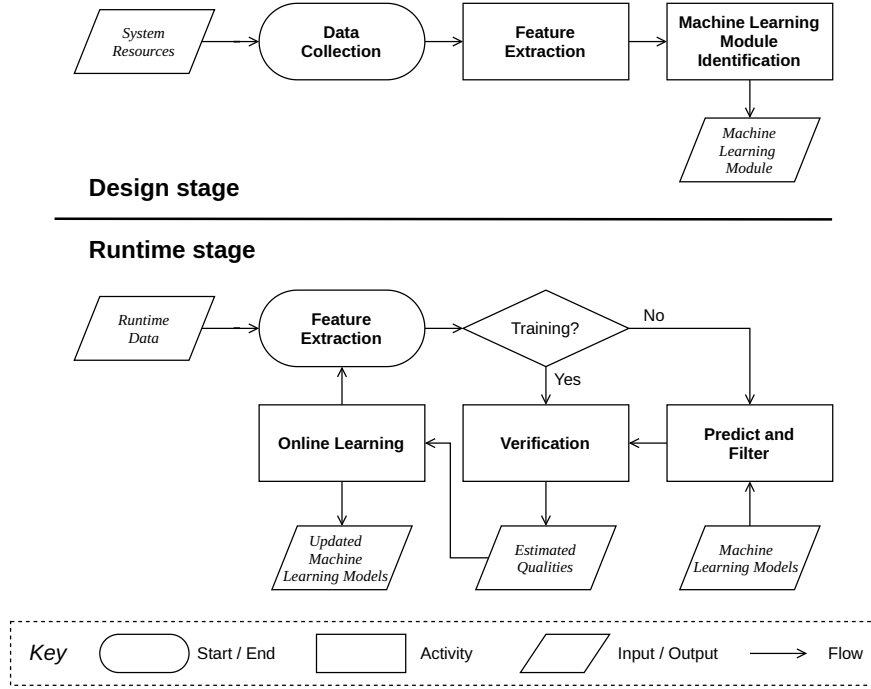 System
Resources
Data
Collection
Feature
Extraction
Machine Learning
Module
Identification
Machine
Learning
Module
Design stage
Runtime stage
Runtime
Data
Feature
Extraction
Training?
No
Yes
Online Learning
Verification
Predict and
Filter
Updated
Machine
Learning Models
Estimated
Qualities
Machine
Learning Models
Key
Start / End
Activity
Input / Output
Flow